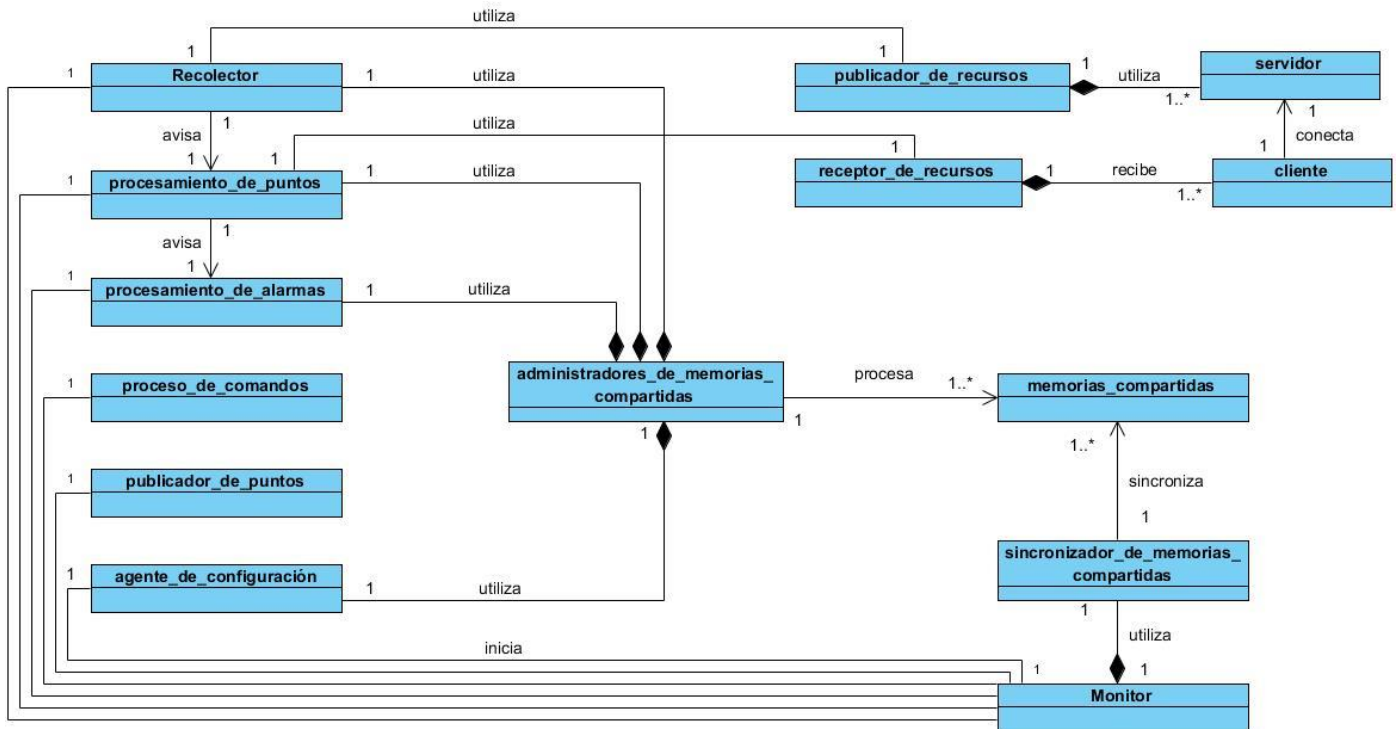 utiliza
1
1
1
Recolector
1
utiliza
publicador_de_recursos
1
utiliza
1..*
servidor
1
conecta
1
avisa
1
1
1
utiliza
1
1
procesamiento_de_puntos
1
utiliza
receptor_de_recursos
1
recibe
1..*
cliente
avisa
1
1
1
procesamiento_de_alarmas
1
utiliza
1
proceso_de_comandos
administradores_de_memorias_
compartidas
procesa
1..*
1
1
memorias_compartidas
1..*
sincroniza
1
1
publicador_de_puntos
1
agente_de_configuración
1
utiliza
sincronizador_de_memorias_
compartidas
1
utiliza
1
inicia
1
Monitor